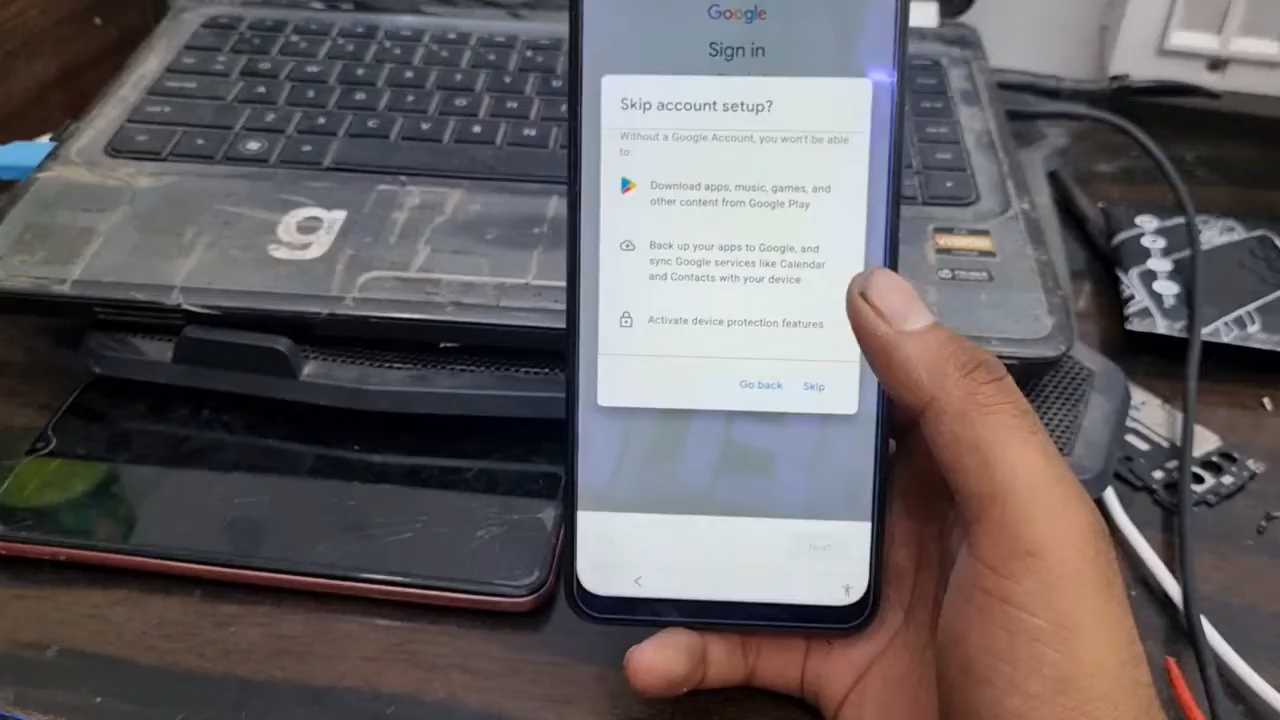 Google
Sign in
Skip account setup?
Without a Google Account, you won't be able
to:
Download apps, music, games, and
other content from Google Play
Back up your apps to Google, and
sync Google services like Calendar
and Contacts with your device
Activate device protection features
Go back
Skip
Next
g